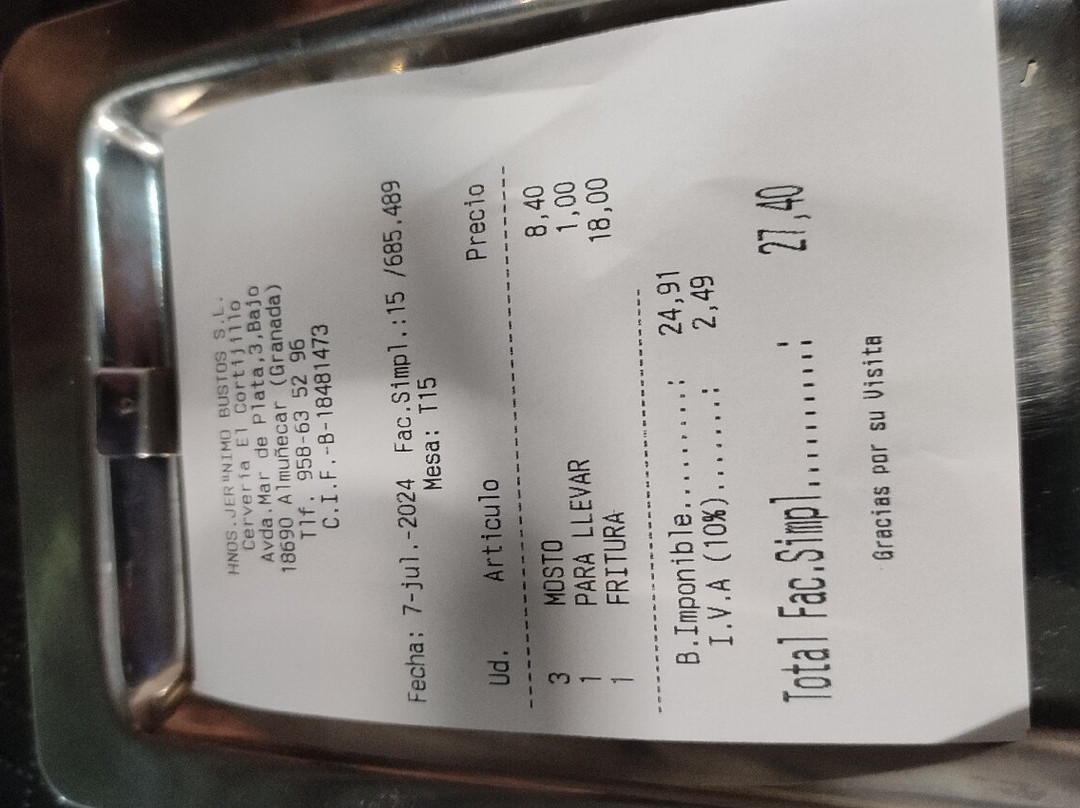 HNOS.JER"NIMO BUSTOS S.L.
Cervería El Cortijillo
Avda.Mar de Plata,3,Bajo
18690 Almuñecar (Granada)
Tlf. 958-63 52 96
C.I.F.-B-18481473
Fecha: 7-jul.-2024 Fac.Simpl.:15 /685.489
Mesa: T15
Ud. Articulo Precio
3 MOSTO 8,40
1 PARA LLEVAR 1,00
1 FRITURA 18,00
B.Imponible........: 24,91
I.V.A (10%).......: 2,49
Total Fac.Simpl..........: 27,40
Gracias por su Visita